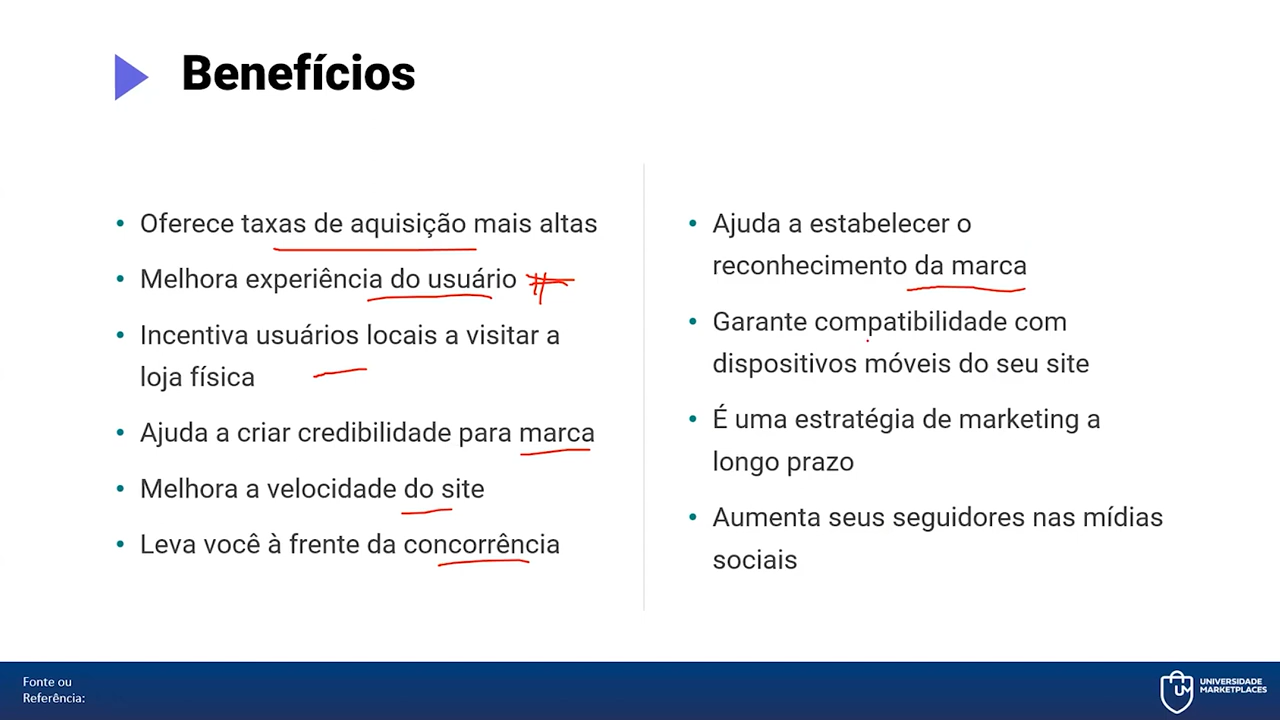 Benefícios
Oferece taxas de aquisição mais altas
Melhora experiência do usuário
Incentiva usuários locais a visitar a
loja física
Ajuda a criar credibilidade para marca
Melhora a velocidade do site
Leva você à frente da concorrência
Ajuda a estabelecer o
reconhecimento da marca
Garante compatibilidade com
dispositivos móveis do seu site
É uma estratégia de marketing a
longo prazo
Aumenta seus seguidores nas mídias
sociais
Fonte ou
Referência:
UM
UNIVERSIDADE
MARKETPLACES